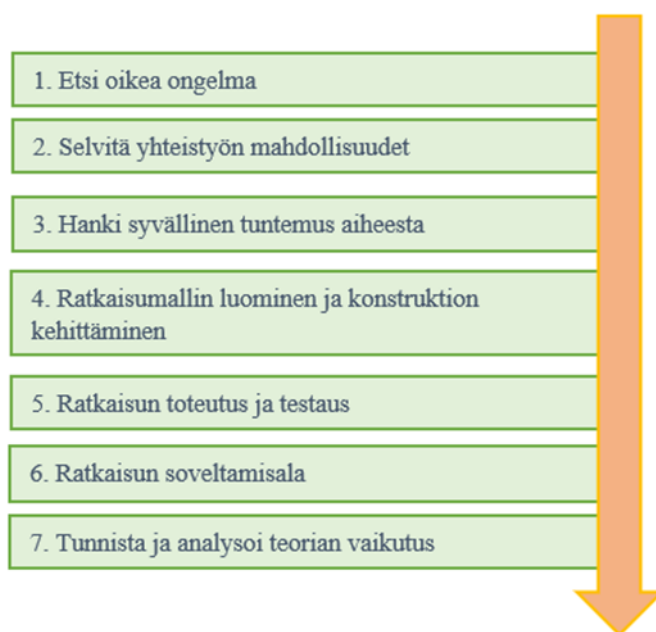 1. Etsi oikea ongelma
2. Selvitä yhteistyön mahdollisuudet
3. Hanki syvällinen tuntemus aiheesta
4. Ratkaisumallin luominen ja konstruktion
kehittäminen
5. Ratkaisun toteutus ja testaus
6. Ratkaisun soveltamisala
7. Tunnista ja analysoi teorian vaikutus